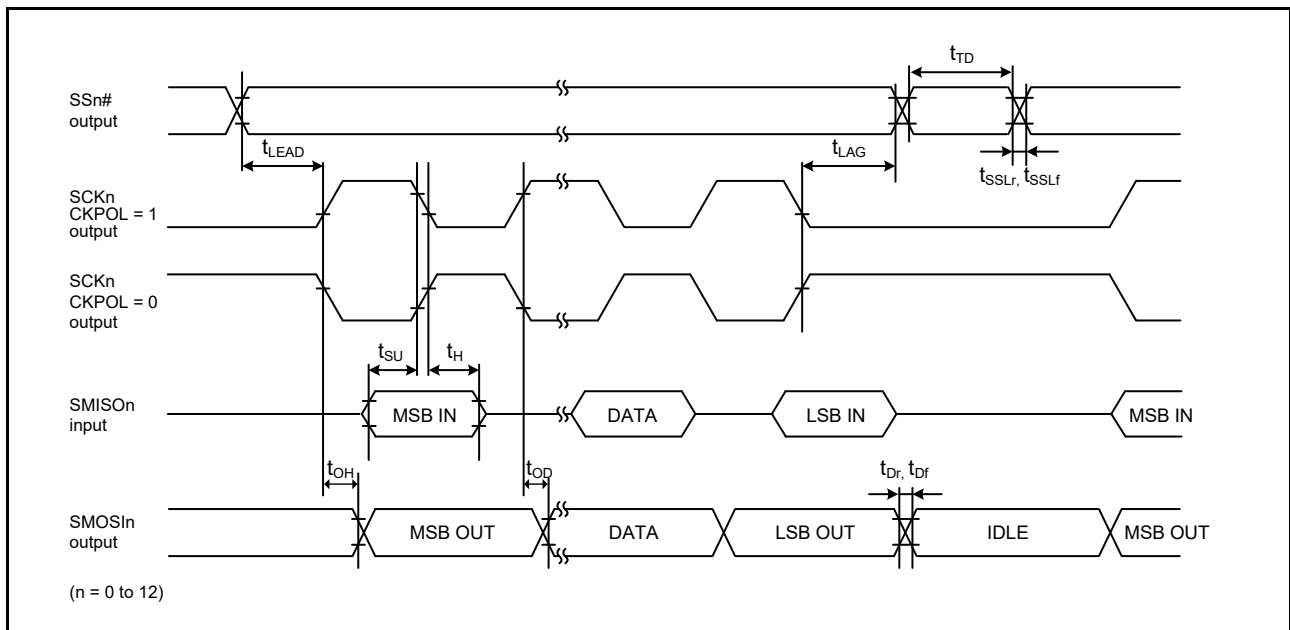 tTD
SSn#
output
tLEAD
tLAG
tSSLr, tSSLf
SCKn
CKPOL = 1
output
SCKn
CKPOL = 0
output
tSU
tH
SMISOn
input
MSB IN
DATA
LSB IN
MSB IN
tOH
tOD
tDr, tDf
SMOSIn
output
MSB OUT
DATA
LSB OUT
IDLE
MSB OUT
(n = 0 to 12)